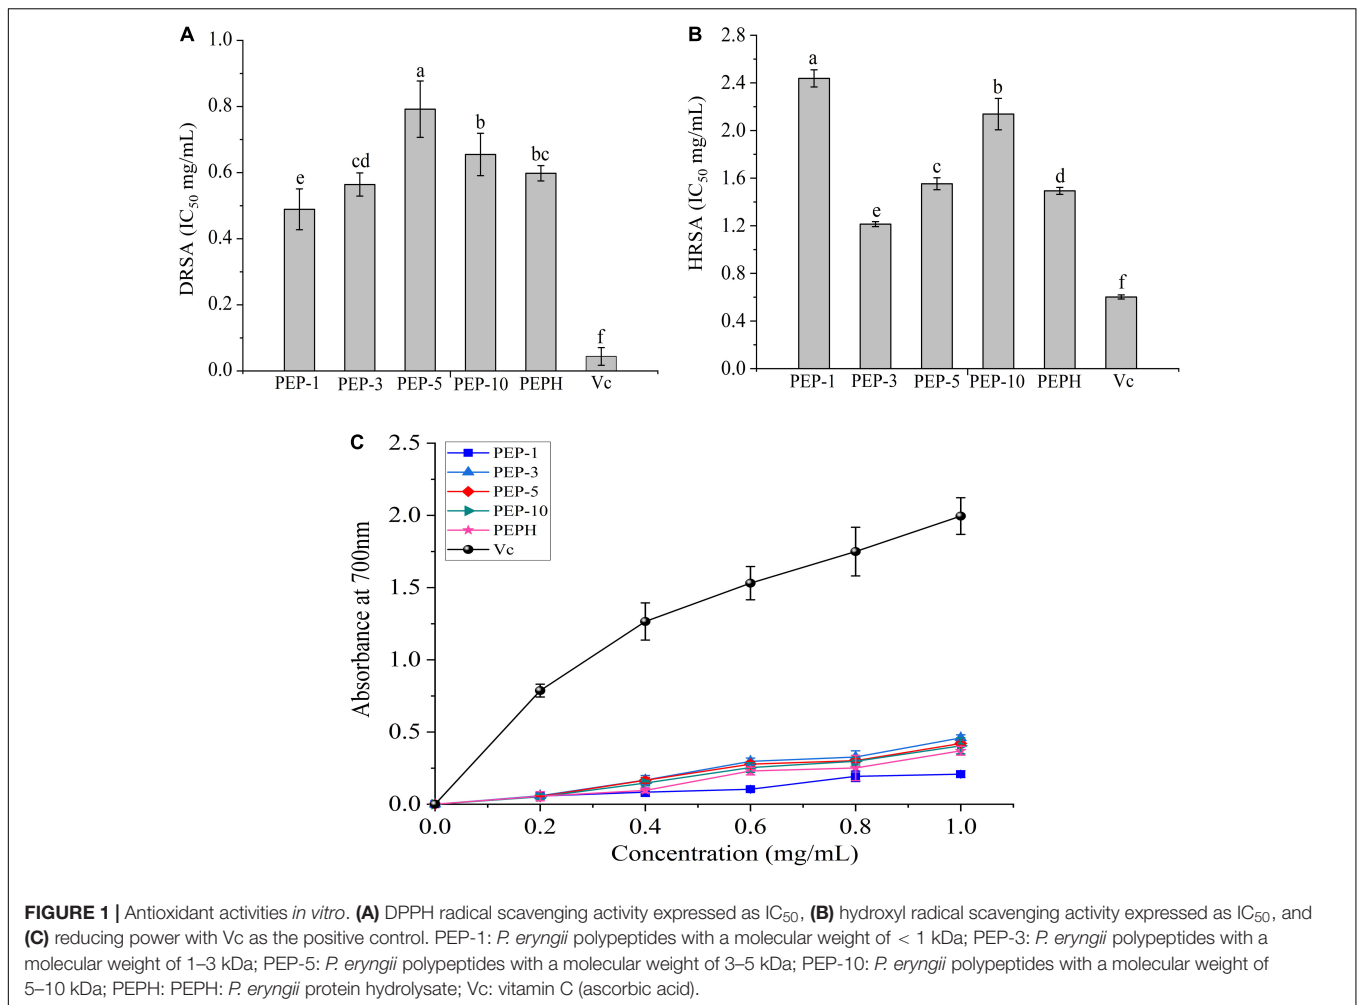 A
1.0
0.8
0.6
0.4
0.2
0.0
DRSA (IC50 mg/mL)
e
cd
a
b
bc
f
PEP-1 PEP-3 PEP-5 PEP-10 PEPH Vc
B
2.8
2.4
2.0
1.6
1.2
0.8
0.4
0.0
HRSA (IC50 mg/mL)
a
e
c
b
d
f
PEP-1 PEP-3 PEP-5 PEP-10 PEPH Vc
C
2.5
2.0
1.5
1.0
0.5
0.0
Absorbance at 700nm
PEP-1
PEP-3
PEP-5
PEP-10
PEPH
Vc
0.0 0.2 0.4 0.6 0.8 1.0
Concentration (mg/mL)
FIGURE 1 | Antioxidant activities in vitro. (A) DPPH radical scavenging activity expressed as IC50, (B) hydroxyl radical scavenging activity expressed as IC50, and
(C) reducing power with Vc as the positive control. PEP-1: P. eryngii polypeptides with a molecular weight of < 1 kDa; PEP-3: P. eryngii polypeptides with a
molecular weight of 1–3 kDa; PEP-5: P. eryngii polypeptides with a molecular weight of 3–5 kDa; PEP-10: P. eryngii polypeptides with a molecular weight of
5–10 kDa; PEPH: PEPH: P. eryngii protein hydrolysate; Vc: vitamin C (ascorbic acid).